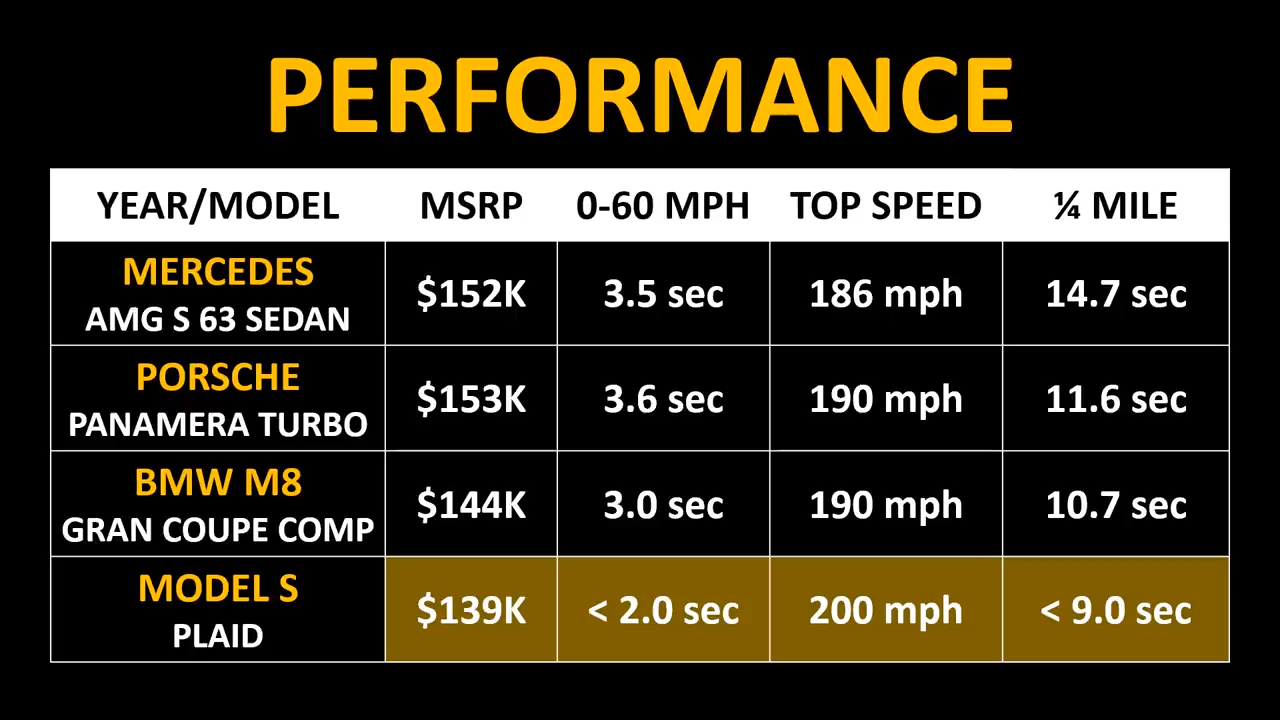 PERFORMANCE
YEAR/MODEL MSRP 0-60 MPH TOP SPEED ¼ MILE
MERCEDES
AMG S 63 SEDAN
$152K 3.5 sec 186 mph 14.7 sec
PORSCHE
PANAMERA TURBO
$153K 3.6 sec 190 mph 11.6 sec
BMW M8
GRAN COUPE COMP
$144K 3.0 sec 190 mph 10.7 sec
MODEL S
PLAID
$139K < 2.0 sec 200 mph < 9.0 sec